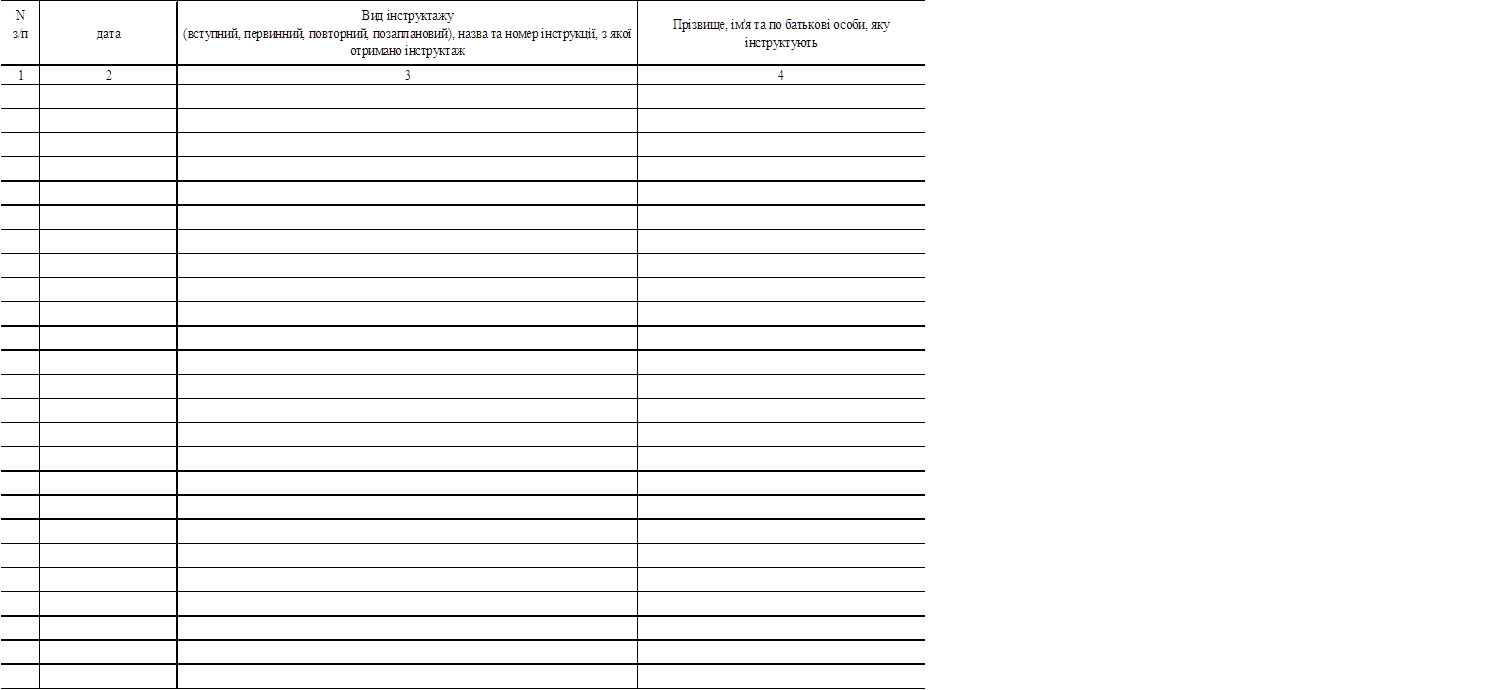 N
з/п
дата
Вид інструктажу
(вступний, первинний, повторний, позаплановий), назва та номер інструкції, з якої
отримано інструктаж
Прізвище, ім'я та по батькові особи, яку
інструктують
1
2
3
4